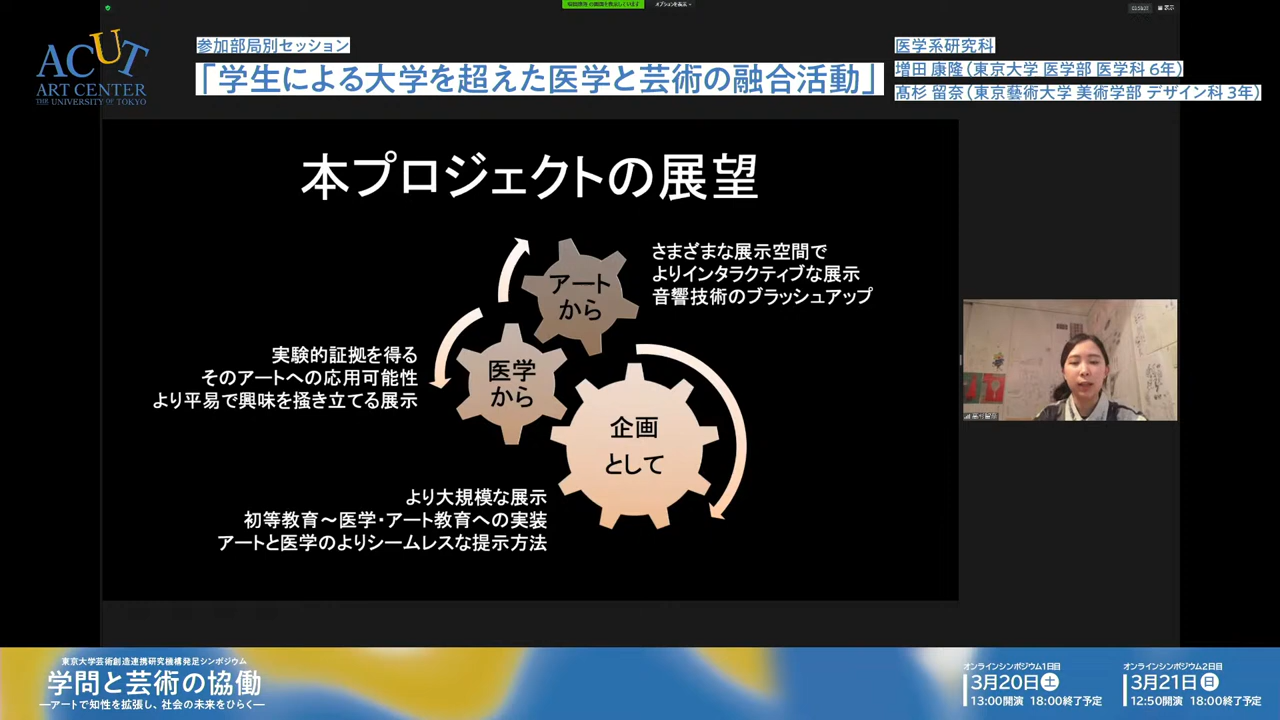 ACUT
ART CENTER
THE UNIVERSITY OF TOKYO
参加部局別セッション
「学生による大学を超えた医学と芸術の融合活動」
医学系研究科
増田 康隆（東京大学 医学部 医学科 6年）
髙杉 留奈（東京藝術大学 美術学部 デザイン科 3年）
本プロジェクトの展望
アート
から
さまざまな展示空間で
よりインタラクティブな展示
音響技術のブラッシュアップ
医学
から
実験的証拠を得る
そのアートへの応用可能性
より平易で興味を掻き立てる展示
企画
として
より大規模な展示
初等教育～医学・アート教育への実装
アートと医学のよりシームレスな提示方法
東京大学芸術創造連携研究機構発足シンポジウム
学問と芸術の協働
―アートで知性を拡張し、社会の未来をひらく―
オンラインシンポジウム1日目
3月20日 土
13:00開演 18:00終了予定
オンラインシンポジウム2日目
3月21日 日
12:50開演 18:00終了予定